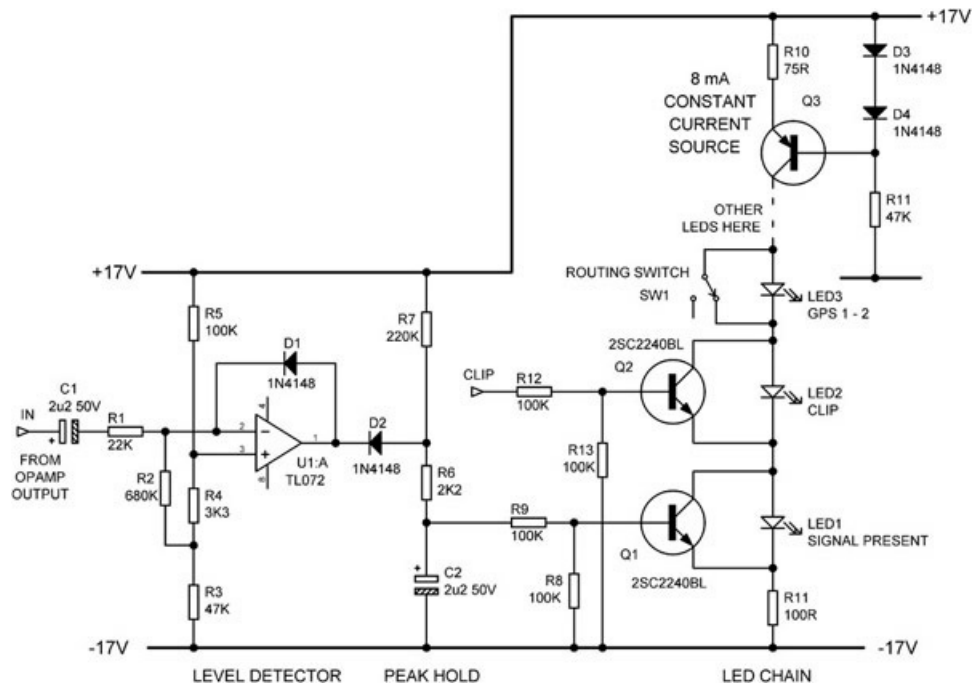 +17V
R10
75R
D3
1N4148
8 mA
CONSTANT
CURRENT
SOURCE
Q3
D4
1N4148
R11
47K
OTHER
LEDS HERE
+17V
ROUTING SWITCH
SW1
LED3
GPS 1 - 2
R5
100K
R7
220K
D1
1N4148
2SC2240BL
Q2
CLIP
R12
100K
LED2
CLIP
C1
2u2 50V
IN
+
R1
22K
FROM
OPAMP
OUTPUT
4
2
-
3
+
1
8
U1:A
TL072
D2
1N4148
R13
100K
R2
680K
R4
3K3
R6
2K2
R9
100K
LED1
SIGNAL PRESENT
Q1
2SC2240BL
+
C2
2u2 50V
R8
100K
R3
47K
R11
100R
-17V
-17V
LEVEL DETECTOR
PEAK HOLD
LED CHAIN